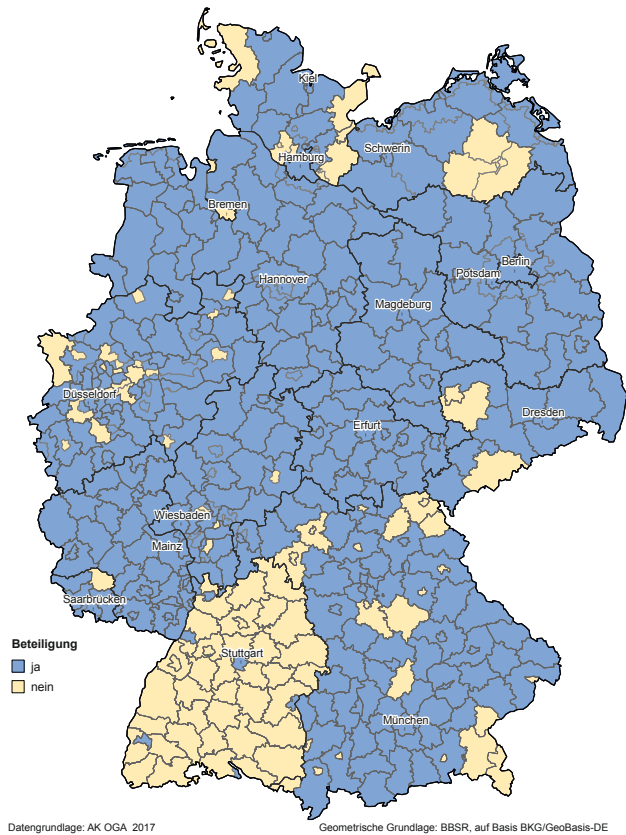 Kiel
Schwerin
Hamburg
Bremen
Berlin
Potsdam
Hannover
Magdeburg
Düsseldorf
Dresden
Erfurt
Wiesbaden
Mainz
Saarbrücken
Beteiligung
ja
nein
Stuttgart
München
Datengrundlage: AK OGA 2017
Geometrische Grundlage: BBSR, auf Basis BKG/GeoBasis-DE